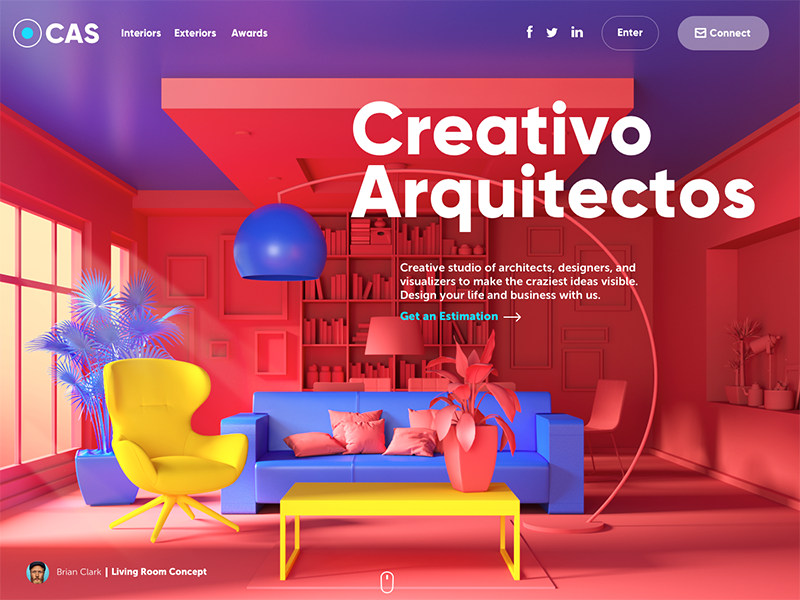 CAS
Interiors Exteriors Awards
Enter
Connect
Creativo
Arquitectos
Creative studio of architects, designers, and
visualizers to make the craziest ideas visible.
Design your life and business with us.
Get an Estimation
Brian Clark | Living Room Concept